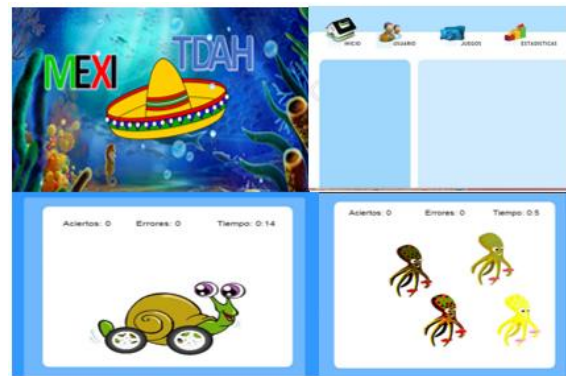 MEXI TDAH
INICIO USUARIO JUEGOS ESTADISTICAS
Aciertos: 0 Errores: 0 Tiempo: 0:14
Aciertos: 0 Errores: 0 Tiempo: 0:5